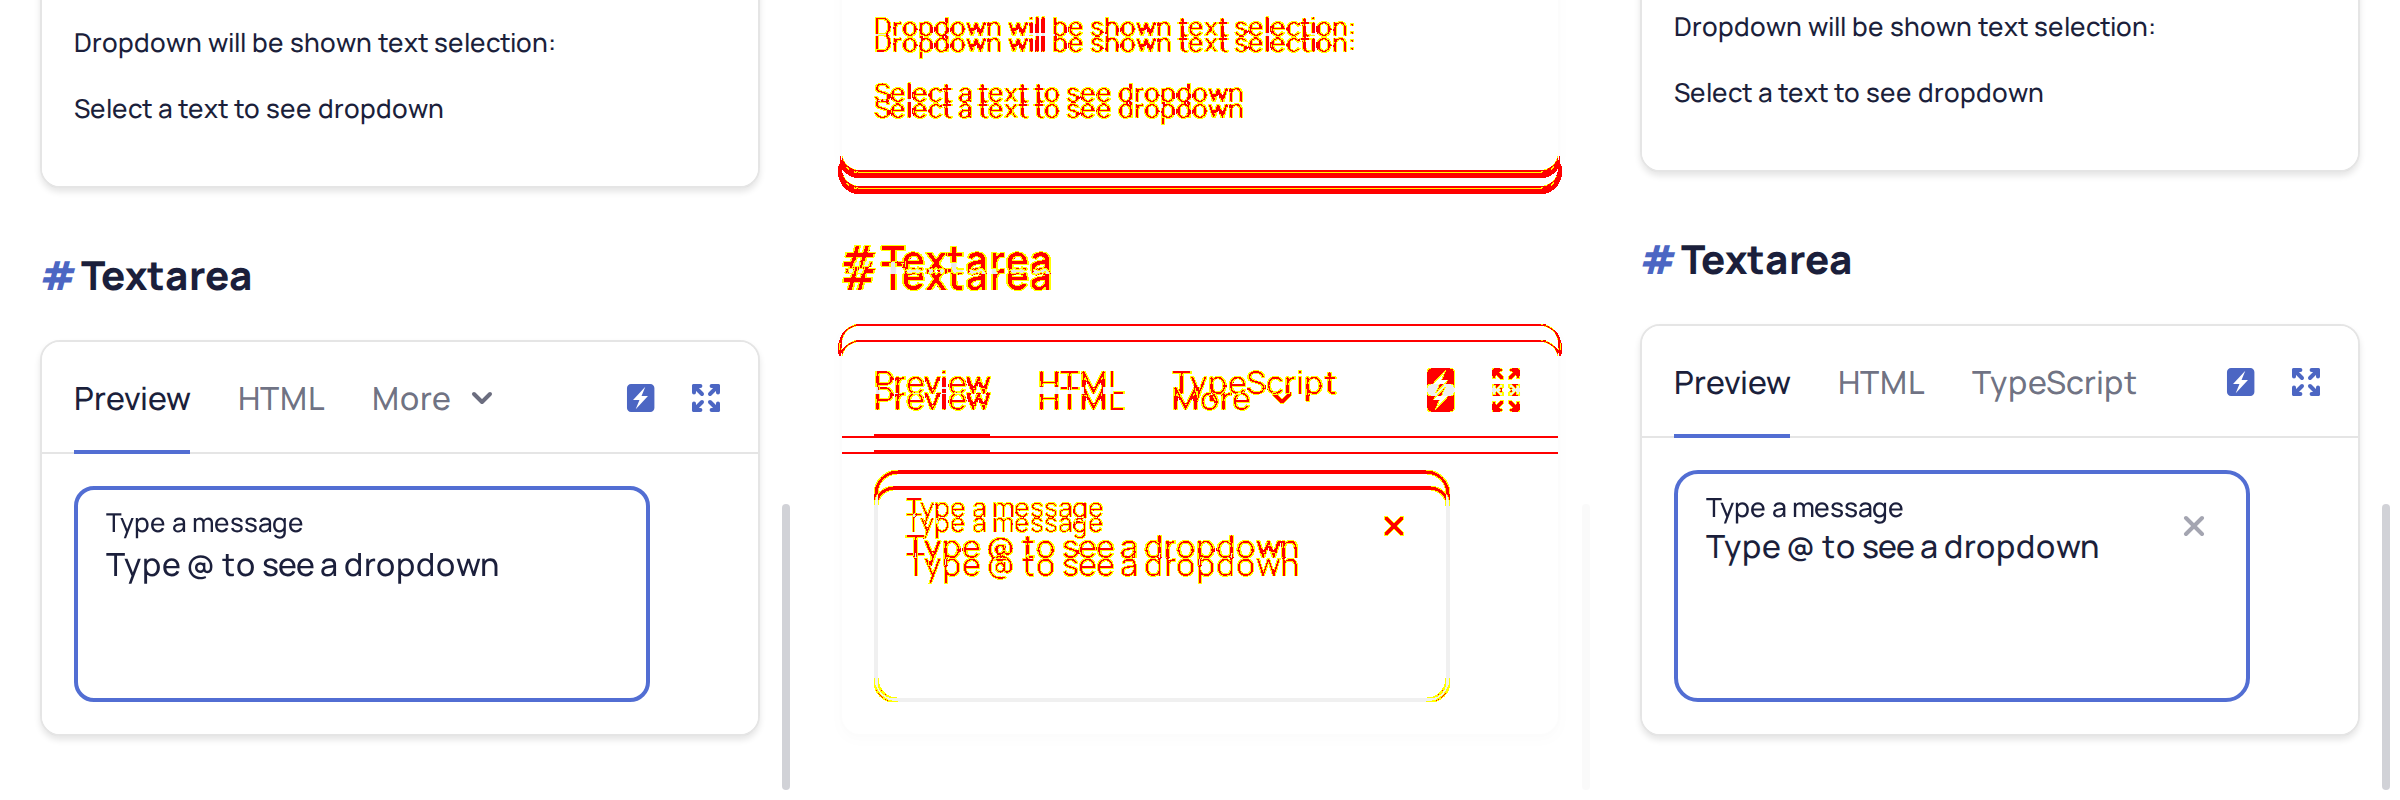 Dropdown will be shown text selection:
Select a text to see dropdown
# Textarea
Preview HTML More
Type a message
Type @ to see a dropdown
Dropdown will be shown text selection:
Dropdown will be shown text selection:
Select a text to see dropdown
Select a text to see dropdown
# Textarea
# Textarea
Preview HTML TypeScript
Preview HTML More
Type a message
Type a message
Type @ to see a dropdown
Type @ to see a dropdown
Dropdown will be shown text selection:
Select a text to see dropdown
# Textarea
Preview HTML TypeScript
Type a message
Type @ to see a dropdown